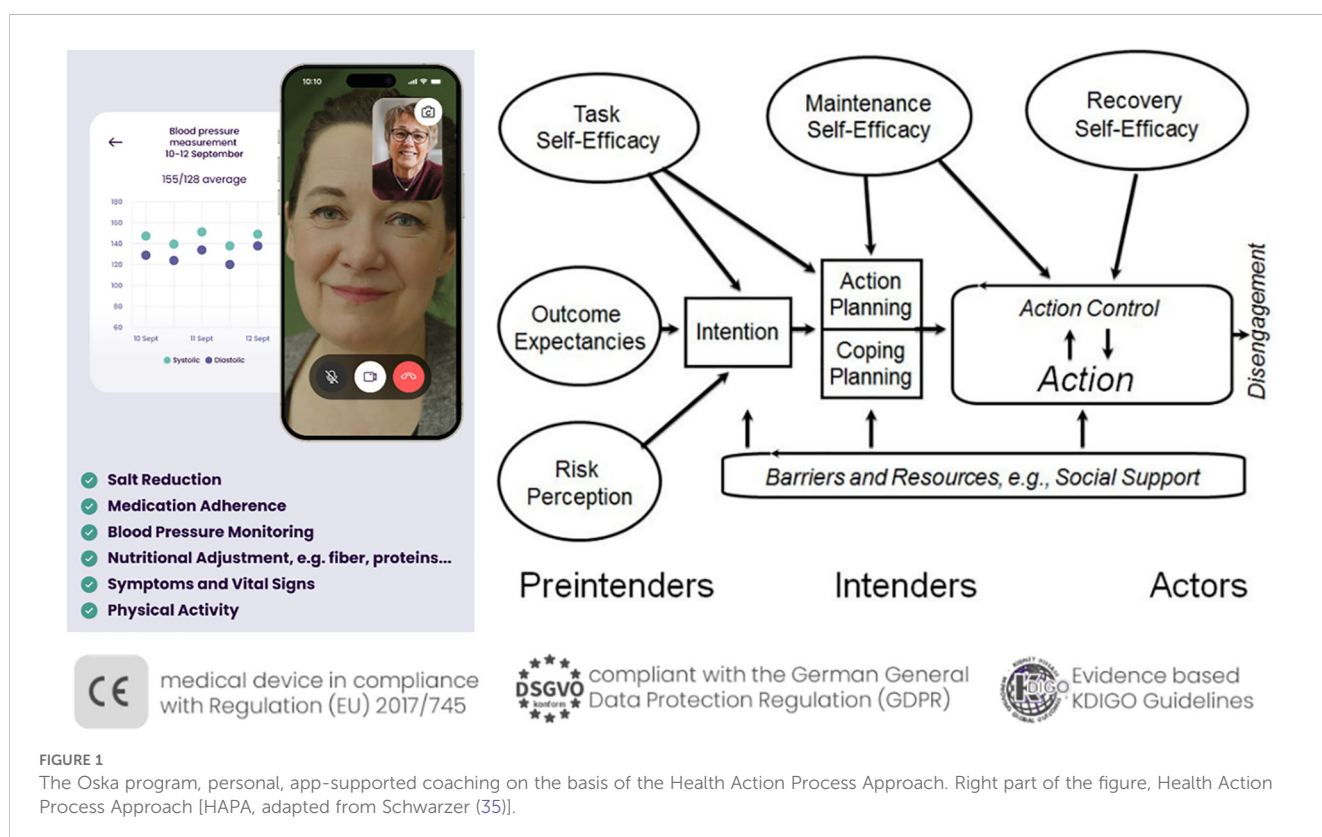 Blood pressure
measurement
10-12 September
155/128 average
180
160
140
120
100
80
60
10 Sept
11 Sept
12 Sept
Systolic
Diastolic
10:10
Salt Reduction
Medication Adherence
Blood Pressure Monitoring
Nutritional Adjustment, e.g. fiber, proteins...
Symptoms and Vital Signs
Physical Activity
Task
Self-Efficacy
Maintenance
Self-Efficacy
Recovery
Self-Efficacy
Outcome
Expectancies
Intention
Action
Planning
Coping
Planning
Action Control
Action
Disengagement
Risk
Perception
Barriers and Resources, e.g., Social Support
Preintenders
Intenders
Actors
CE
medical device in compliance
with Regulation (EU) 2017/745
DSGVO
konform
compliant with the German General
Data Protection Regulation (GDPR)
KIDNEY DISEASE
KDIGO
IMPROVING GLOBAL OUTCOMES
Evidence based
KDIGO Guidelines
FIGURE 1
The Oska program, personal, app-supported coaching on the basis of the Health Action Process Approach. Right part of the figure, Health Action
Process Approach [HAPA, adapted from Schwarzer (35)].